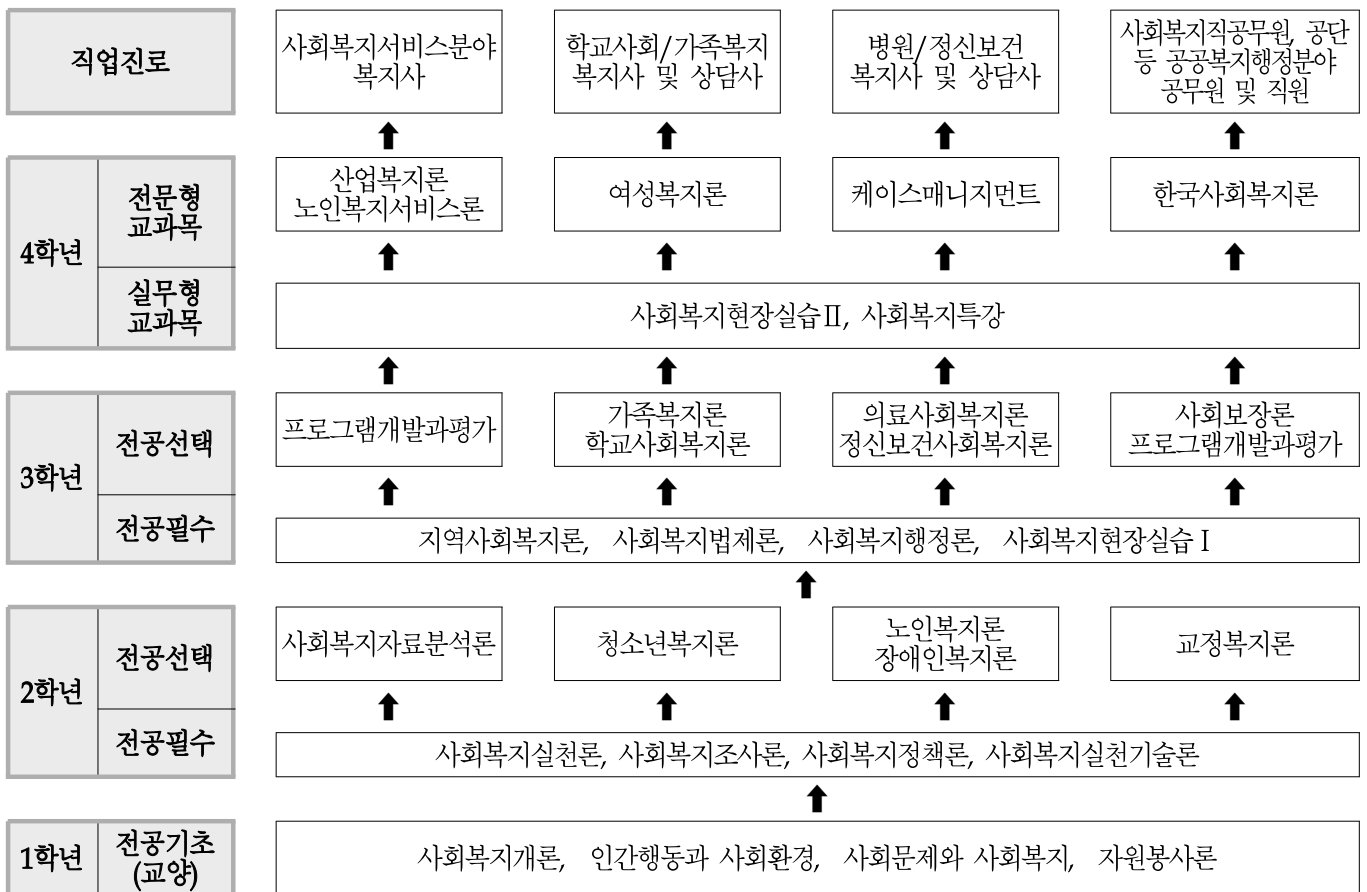 직업진로
사회복지서비스분야
복지사
학교사회/가족복지
복지사 및 상담사
병원/정신보건
복지사 및 상담사
사회복지직공무원, 공단
등 공공복지행정분야
공무원 및 직원
4학년
전문형
교과목
산업복지론
노인복지서비스론
여성복지론
케이스매니지먼트
한국사회복지론
실무형
교과목
사회복지현장실습Ⅱ, 사회복지특강
3학년
전공선택
프로그램개발과평가
가족복지론
학교사회복지론
의료사회복지론
정신보건사회복지론
사회보장론
프로그램개발과평가
전공필수
지역사회복지론, 사회복지법제론, 사회복지행정론, 사회복지현장실습Ⅰ
2학년
전공선택
사회복지자료분석론
청소년복지론
노인복지론
장애인복지론
교정복지론
전공필수
사회복지실천론, 사회복지조사론, 사회복지정책론, 사회복지실천기술론
1학년
전공기초
(교양)
사회복지개론, 인간행동과 사회환경, 사회문제와 사회복지, 자원봉사론